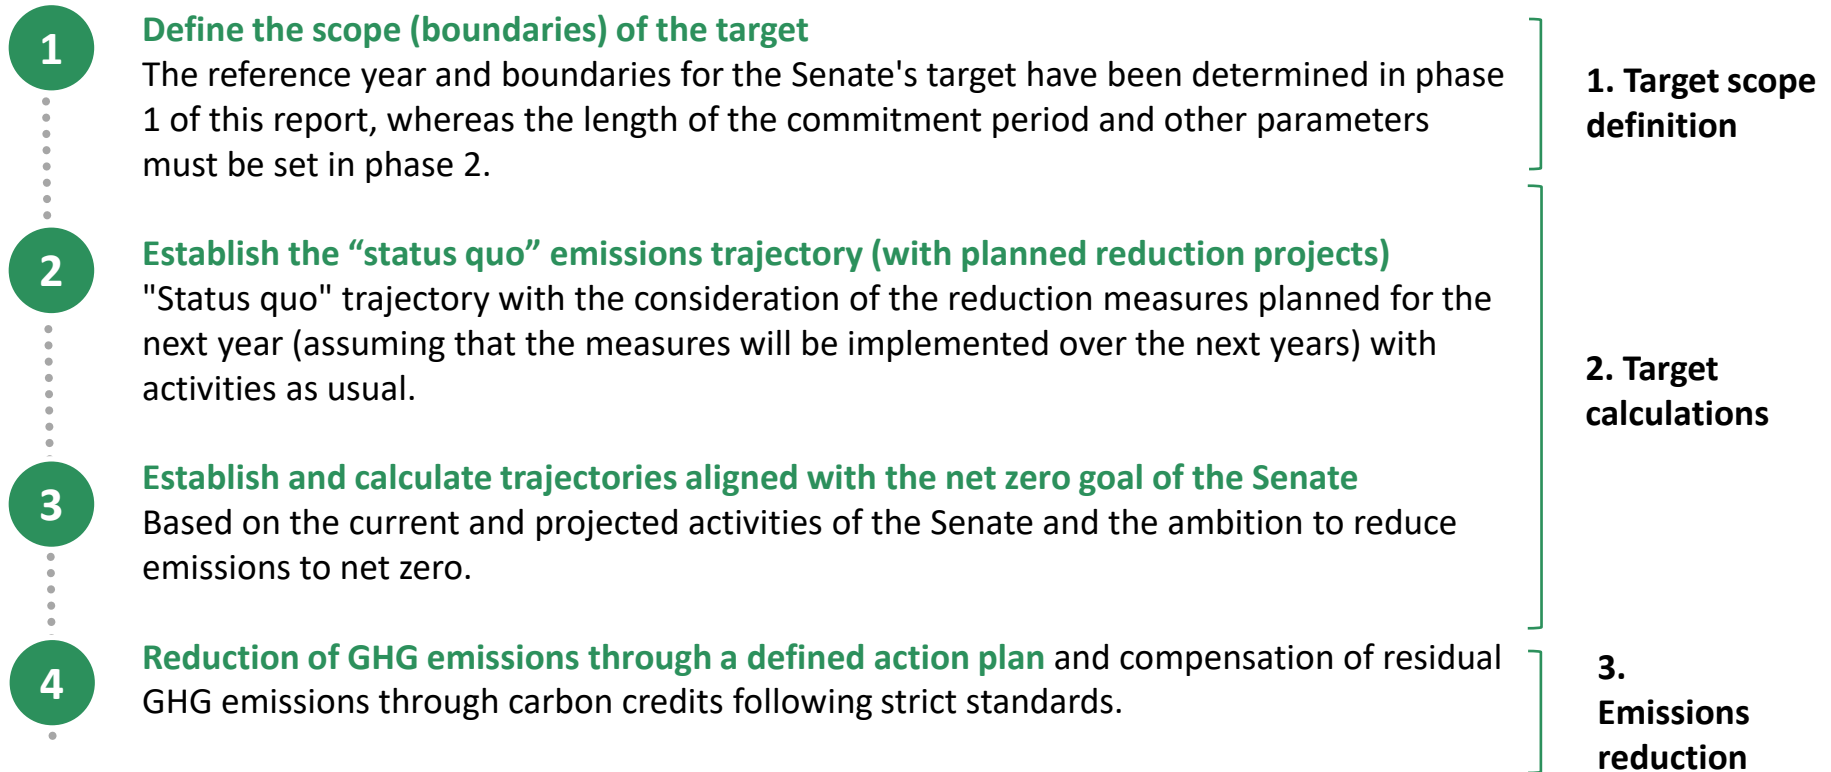 1
Define the scope (boundaries) of the target
The reference year and boundaries for the Senate's target have been determined in phase
1 of this report, whereas the length of the commitment period and other parameters
must be set in phase 2.
1. Target scope
definition
2
Establish the “status quo” emissions trajectory (with planned reduction projects)
"Status quo" trajectory with the consideration of the reduction measures planned for the
next year (assuming that the measures will be implemented over the next years) with
activities as usual.
2. Target
calculations
3
Establish and calculate trajectories aligned with the net zero goal of the Senate
Based on the current and projected activities of the Senate and the ambition to reduce
emissions to net zero.
4
Reduction of GHG emissions through a defined action plan and compensation of residual
GHG emissions through carbon credits following strict standards.
3.
Emissions
reduction